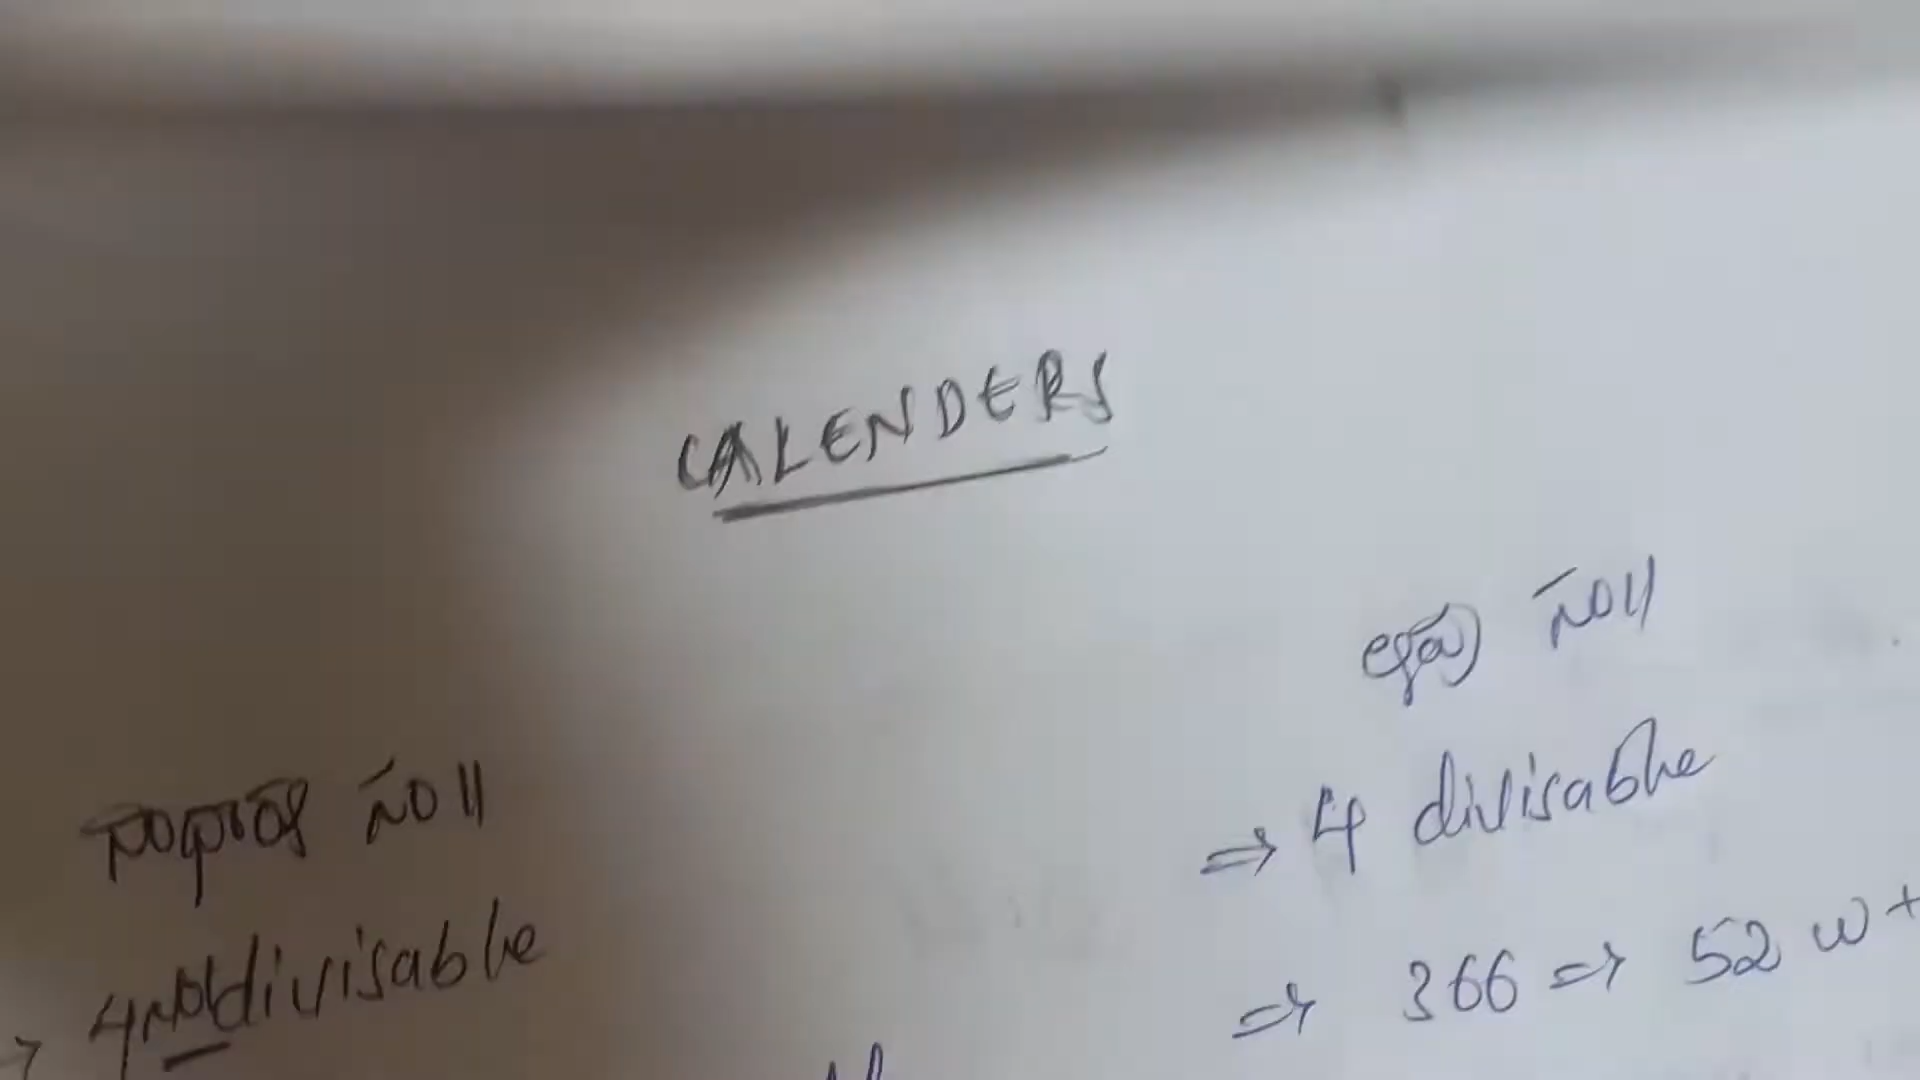 CALENDERS
సాధారణ సం||
4 not divisable
లీపు సం||
⇒ 4 divisable
⇒ 366 ⇒ 52 w +